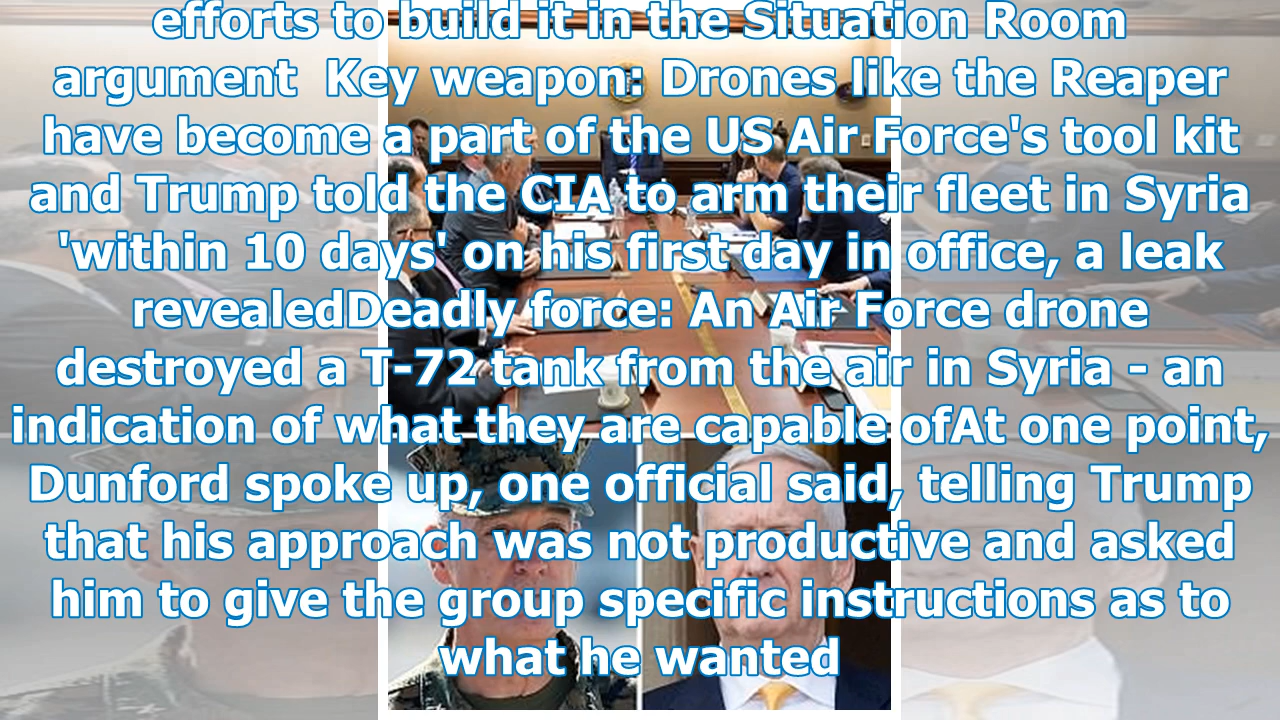 efforts to build it in the Situation Room
argument  Key weapon: Drones like the Reaper
have become a part of the US Air Force's tool kit
and Trump told the CIA to arm their fleet in Syria
'within 10 days'  on his first day in office, a leak
revealedDeadly force: An Air Force drone
destroyed a T-72 tank from the air in Syria - an
indication of what they are capable ofAt one point,
Dunford spoke up, one official said, telling Trump
that his approach was not productive and asked
him to give the group specific instructions as to
what he wanted